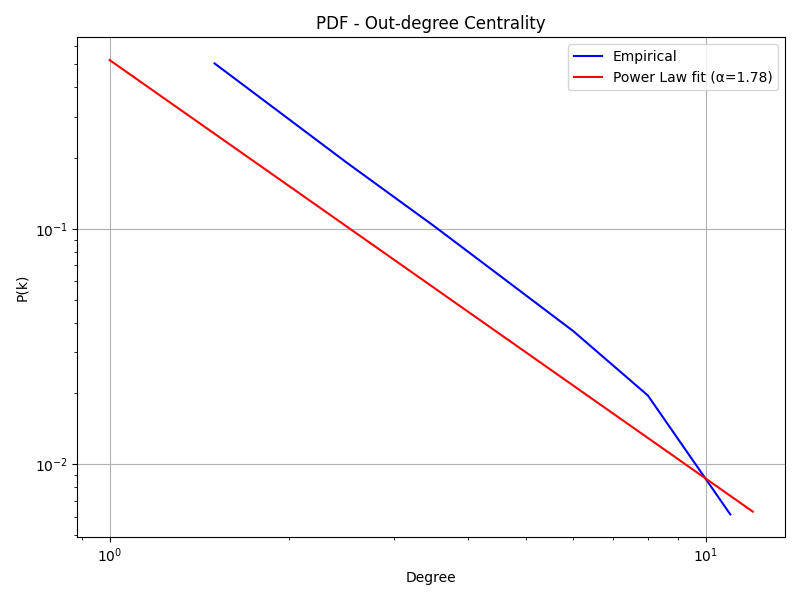 PDF - Out-degree Centrality
Empirical
Power Law fit (α=1.78)
P(k)
10⁻¹
10⁻²
10⁰
10¹
Degree